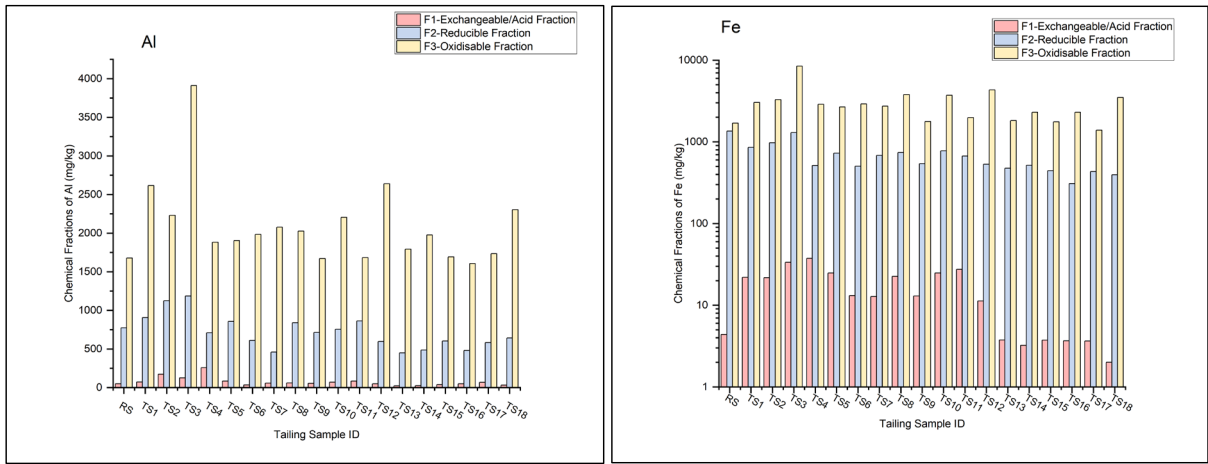 Al
F1-Exchangeable/Acid Fraction
F2-Reducible Fraction
F3-Oxidisable Fraction
Chemical Fractions of Al (mg/kg)
4000
3500
3000
2500
2000
1500
1000
500
0
RS TS1 TS2 TS3 TS4 TS5 TS6 TS7 TS8 TS9 TS10 TS11 TS12 TS13 TS14 TS15 TS16 TS17 TS18
Tailing Sample ID
Fe
F1-Exchangeable/Acid Fraction
F2-Reducible Fraction
F3-Oxidisable Fraction
Chemical Fractions of Fe (mg/kg)
10000
1000
100
10
1
RS TS1 TS2 TS3 TS4 TS5 TS6 TS7 TS8 TS9 TS10 TS11 TS12 TS13 TS14 TS15 TS16 TS17 TS18
Tailing Sample ID